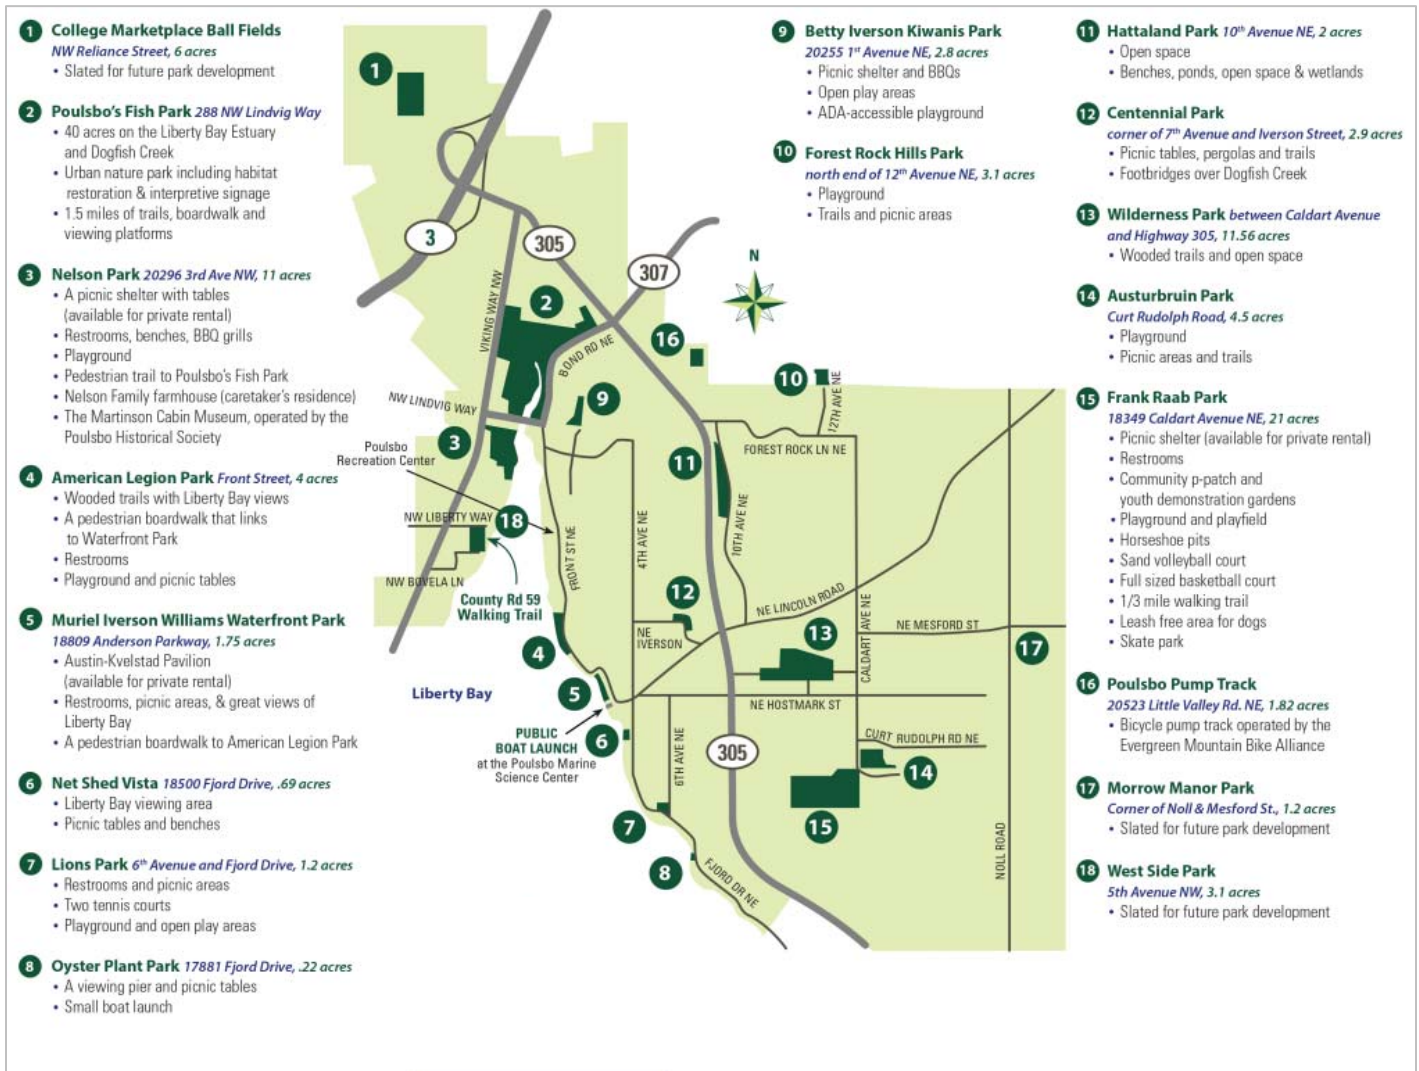 1 College Marketplace Ball Fields
NW Reliance Street, 6 acres
• Slated for future park development
2 Poulsbo's Fish Park 288 NW Lindvig Way
• 40 acres on the Liberty Bay Estuary
and Dogfish Creek
• Urban nature park including habitat
restoration & interpretive signage
• 1.5 miles of trails, boardwalk and
viewing platforms
3 Nelson Park 20296 3rd Ave NW, 11 acres
• A picnic shelter with tables
(available for private rental)
• Restrooms, benches, BBQ grills
• Playground
• Pedestrian trail to Poulsbo's Fish Park
• Nelson Family farmhouse (caretaker's residence)
• The Martinson Cabin Museum, operated by the
Poulsbo Historical Society
4 American Legion Park Front Street, 4 acres
• Wooded trails with Liberty Bay views
• A pedestrian boardwalk that links
to Waterfront Park
• Restrooms
• Playground and picnic tables
5 Muriel Iverson Williams Waterfront Park
18809 Anderson Parkway, 1.75 acres
• Austin-Kvelstad Pavilion
(available for private rental)
• Restrooms, picnic areas, & great views of
Liberty Bay
• A pedestrian boardwalk to American Legion Park
6 Net Shed Vista 18500 Fjord Drive, .69 acres
• Liberty Bay viewing area
• Picnic tables and benches
7 Lions Park 6th Avenue and Fjord Drive, 1.2 acres
• Restrooms and picnic areas
• Two tennis courts
• Playground and open play areas
8 Oyster Plant Park 17881 Fjord Drive, .22 acres
• A viewing pier and picnic tables
• Small boat launch
9 Betty Iverson Kiwanis Park
20255 1st Avenue NE, 2.8 acres
• Picnic shelter and BBQs
• Open play areas
• ADA-accessible playground
10 Forest Rock Hills Park
north end of 12th Avenue NE, 3.1 acres
• Playground
• Trails and picnic areas
11 Hattaland Park 10th Avenue NE, 2 acres
• Open space
• Benches, ponds, open space & wetlands
12 Centennial Park
corner of 7th Avenue and Iverson Street, 2.9 acres
• Picnic tables, pergolas and trails
• Footbridges over Dogfish Creek
13 Wilderness Park between Caldart Avenue
and Highway 305, 11.56 acres
• Wooded trails and open space
14 Austurbruin Park
Curt Rudolph Road, 4.5 acres
• Playground
• Picnic areas and trails
15 Frank Raab Park
18349 Caldart Avenue NE, 21 acres
• Picnic shelter (available for private rental)
• Restrooms
• Community p-patch and
youth demonstration gardens
• Playground and playfield
• Horseshoe pits
• Sand volleyball court
• Full sized basketball court
• 1/3 mile walking trail
• Leash free area for dogs
• Skate park
16 Poulsbo Pump Track
20523 Little Valley Rd. NE, 1.82 acres
• Bicycle pump track operated by the
Evergreen Mountain Bike Alliance
17 Morrow Manor Park
Corner of Noll & Mesford St., 1.2 acres
• Slated for future park development
18 West Side Park
5th Avenue NW, 3.1 acres
• Slated for future park development
1
3
305
307
N
VIKING WAY NW
2
BOND RD NE
16
10
12TH AVE NE
NW LINDVIG WAY
9
3
Poulsbo
Recreation Center
FOREST ROCK LN NE
11
10TH AVE NE
NW LIBERTY WAY
18
4TH AVE NE
FRONT ST NE
NW BOVELA LN
County Rd 59
Walking Trail
12
NE LINCOLN ROAD
CALDART AVE NE
NE MESFORD ST
NE
IVERSON
13
17
4
Liberty Bay
5
NE HOSTMARK ST
PUBLIC
BOAT LAUNCH
at the Poulsbo Marine
Science Center
6
6TH AVE NE
305
CURT RUDOLPH RD NE
14
7
15
8
FJORD DR NE
NOLL ROAD